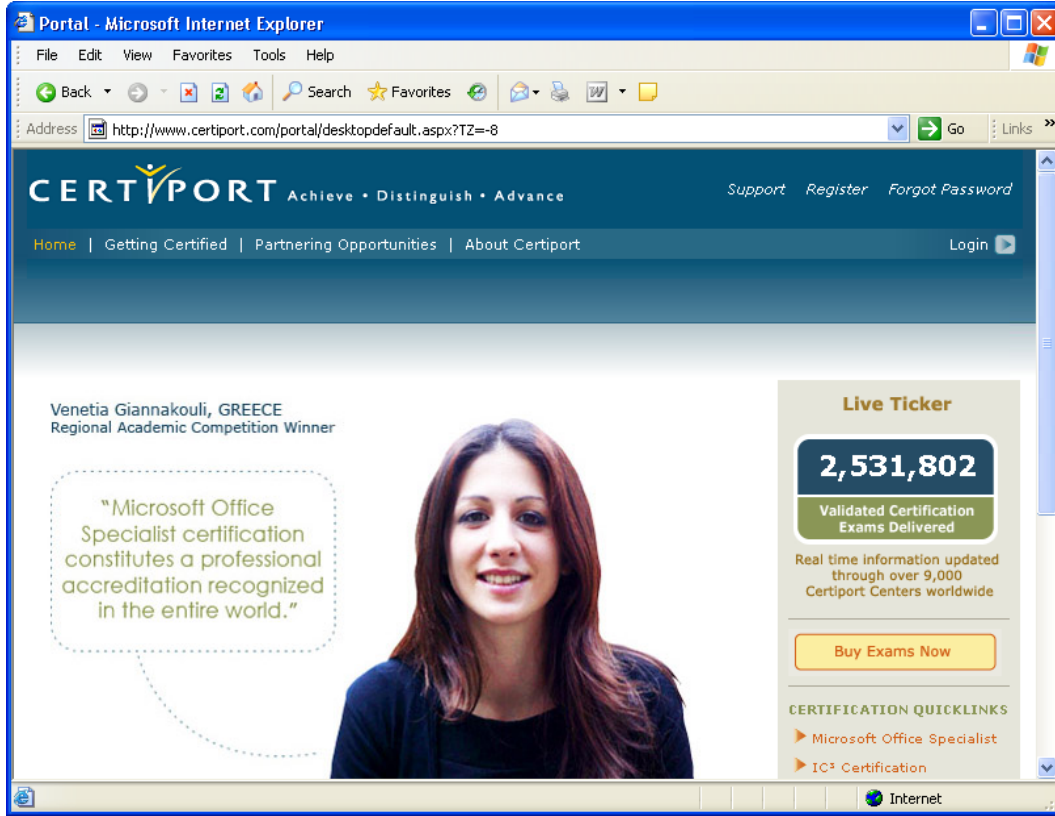 Portal - Microsoft Internet Explorer
File Edit View Favorites Tools Help
Back Search Favorites
Address http://www.certiport.com/portal/desktopdefault.aspx?TZ=-8 Go Links »
CERTIPORT Achieve • Distinguish • Advance
Support Register Forgot Password
Home | Getting Certified | Partnering Opportunities | About Certiport
Login
Venetia Giannakouli, GREECE
Regional Academic Competition Winner
"Microsoft Office
Specialist certification
constitutes a professional
accreditation recognized
in the entire world."
Live Ticker
2,531,802
Validated Certification
Exams Delivered
Real time information updated
through over 9,000
Certiport Centers worldwide
Buy Exams Now
CERTIFICATION QUICKLINKS
Microsoft Office Specialist
IC³ Certification
Internet